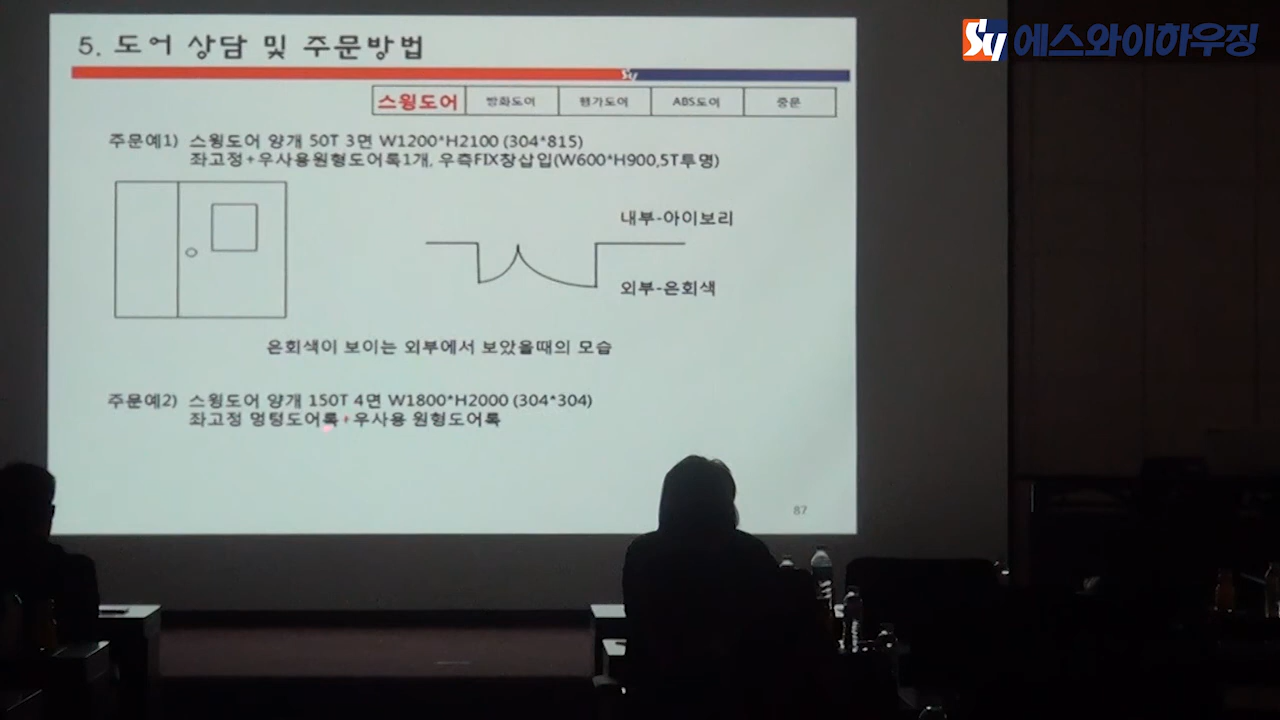 5. 도어 상담 및 주문방법
Sy 에스와이하우징
Sy
스윙도어 방화도어 행가도어 ABS도어 중문
주문예1) 스윙도어 양개 50T 3면 W1200*H2100 (304*815)
좌고정+우사용원형도어록1개, 우측FIX창삽입(W600*H900,5T투명)
내부-아이보리
외부-은회색
은회색이 보이는 외부에서 보았을때의 모습
주문예2) 스윙도어 양개 150T 4면 W1800*H2000 (304*304)
좌고정 멍텅도어록+우사용 원형도어록
87